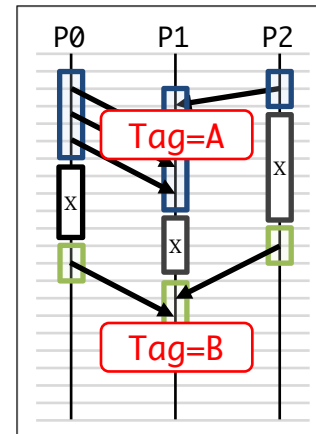 P0 P1 P2
Tag=A
x
x
x
Tag=B